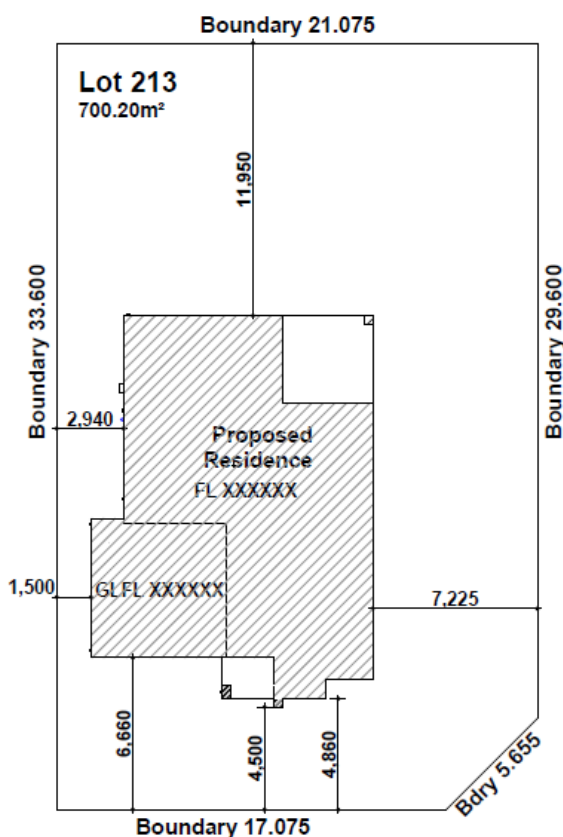 Boundary 21.075
Lot 213
700.20m²
11,950
Boundary 33.600
Boundary 29.600
2,940
Proposed
Residence
FL XXXXXX
1,500
GLFL XXXXXX
7,225
6,660
4,500
4,860
Bdry 5.655
Boundary 17.075